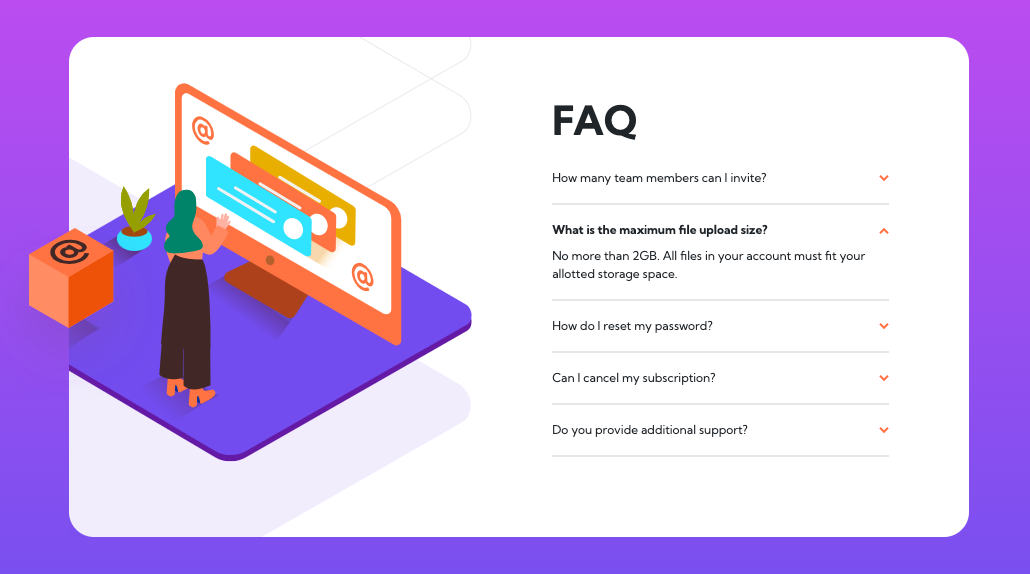 FAQ
How many team members can I invite?
What is the maximum file upload size?
No more than 2GB. All files in your account must fit your
allotted storage space.
How do I reset my password?
Can I cancel my subscription?
Do you provide additional support?
@
@
@